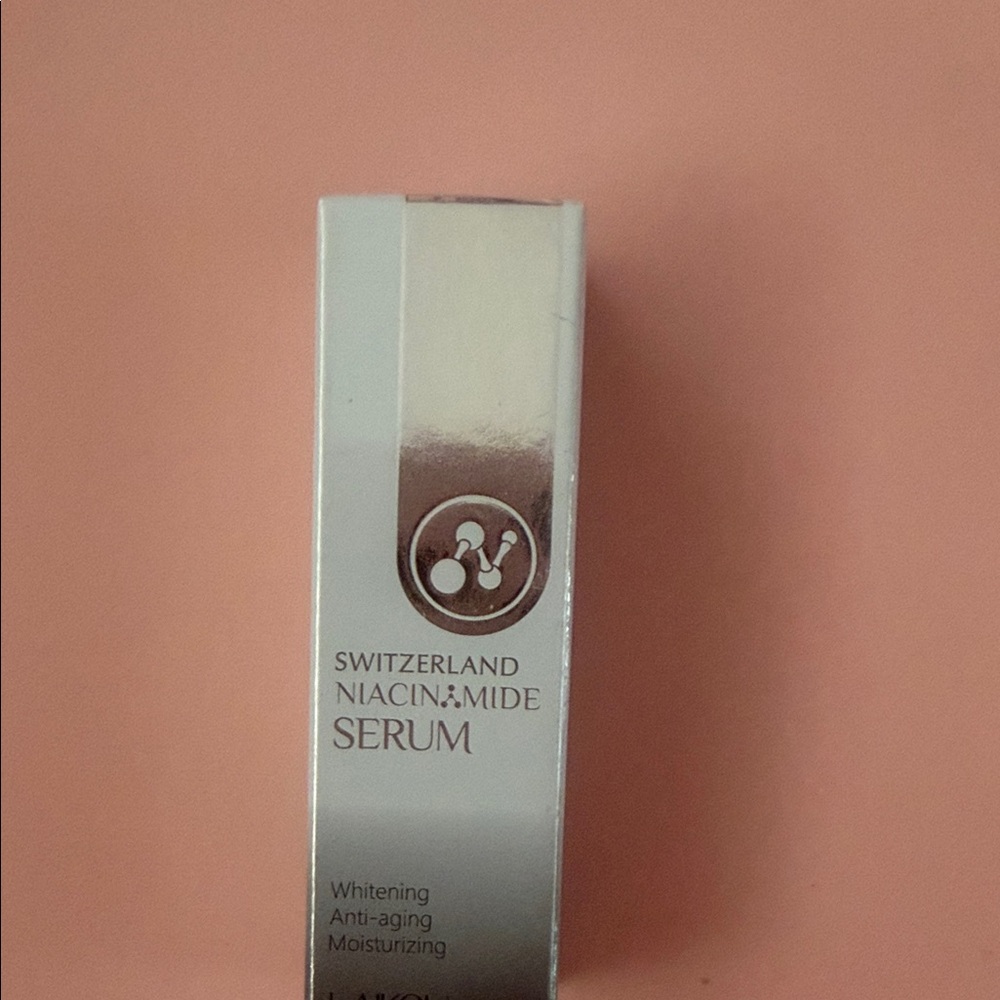 SWITZERLAND
NIACINAMIDE
SERUM
Whitening
Anti-aging
Moisturizing